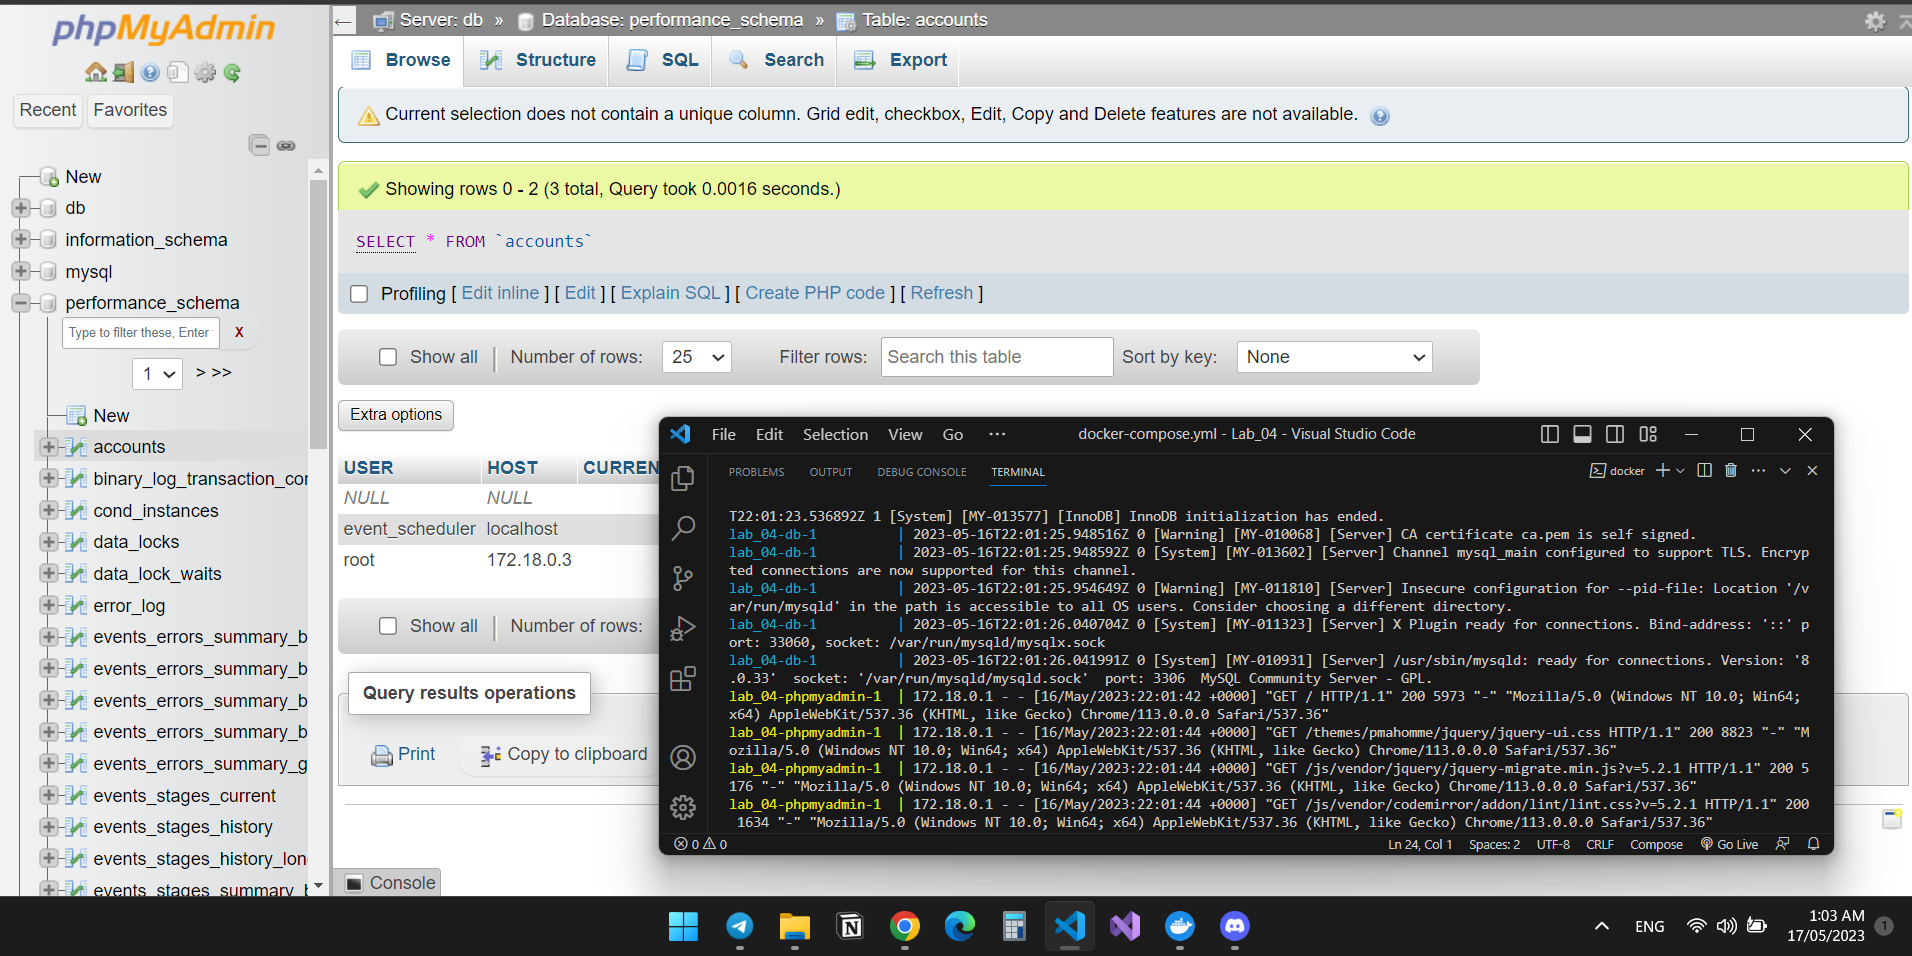 phpMyAdmin
Recent
Favorites
New
db
information_schema
mysql
performance_schema
Type to filter these, Enter
X
1
> >>
New
accounts
binary_log_transaction_cor
cond_instances
data_locks
data_lock_waits
error_log
events_errors_summary_b
events_errors_summary_b
events_errors_summary_b
events_errors_summary_b
events_errors_summary_g
events_stages_current
events_stages_history
events_stages_history_lon
events_stages_summary_b
Server: db » Database: performance_schema » Table: accounts
Browse
Structure
SQL
Search
Export
Current selection does not contain a unique column. Grid edit, checkbox, Edit, Copy and Delete features are not available.
Showing rows 0 - 2 (3 total, Query took 0.0016 seconds.)
SELECT * FROM `accounts`
Profiling [ Edit inline ] [ Edit ] [ Explain SQL ] [ Create PHP code ] [ Refresh ]
Show all | Number of rows: 25 Filter rows: Search this table Sort by key: None
Extra options
USER HOST CURREN
NULL NULL
event_scheduler localhost
root 172.18.0.3
Show all | Number of rows:
Query results operations
Print Copy to clipboard
Console
File Edit Selection View Go ··· docker-compose.yml - Lab_04 - Visual Studio Code
PROBLEMS OUTPUT DEBUG CONSOLE TERMINAL docker
T22:01:23.536892Z 1 [System] [MY-013577] [InnoDB] InnoDB initialization has ended.
lab_04-db-1 | 2023-05-16T22:01:25.948516Z 0 [Warning] [MY-010068] [Server] CA certificate ca.pem is self signed.
lab_04-db-1 | 2023-05-16T22:01:25.948592Z 0 [System] [MY-013602] [Server] Channel mysql_main configured to support TLS. Encryp
ted connections are now supported for this channel.
lab_04-db-1 | 2023-05-16T22:01:25.954649Z 0 [Warning] [MY-011810] [Server] Insecure configuration for --pid-file: Location '/v
ar/run/mysqld' in the path is accessible to all OS users. Consider choosing a different directory.
lab_04-db-1 | 2023-05-16T22:01:26.040704Z 0 [System] [MY-011323] [Server] X Plugin ready for connections. Bind-address: '::' p
ort: 33060, socket: /var/run/mysqld/mysqlx.sock
lab_04-db-1 | 2023-05-16T22:01:26.041991Z 0 [System] [MY-010931] [Server] /usr/sbin/mysqld: ready for connections. Version: '8
.0.33' socket: '/var/run/mysqld/mysqld.sock' port: 3306 MySQL Community Server - GPL.
lab_04-phpmyadmin-1 | 172.18.0.1 - - [16/May/2023:22:01:42 +0000] "GET / HTTP/1.1" 200 5973 "-" "Mozilla/5.0 (Windows NT 10.0; Win64;
x64) AppleWebKit/537.36 (KHTML, like Gecko) Chrome/113.0.0.0 Safari/537.36"
lab_04-phpmyadmin-1 | 172.18.0.1 - - [16/May/2023:22:01:44 +0000] "GET /themes/pmahomme/jquery/jquery-ui.css HTTP/1.1" 200 8823 "-" "M
ozilla/5.0 (Windows NT 10.0; Win64; x64) AppleWebKit/537.36 (KHTML, like Gecko) Chrome/113.0.0.0 Safari/537.36"
lab_04-phpmyadmin-1 | 172.18.0.1 - - [16/May/2023:22:01:44 +0000] "GET /js/vendor/jquery/jquery-migrate.min.js?v=5.2.1 HTTP/1.1" 200 5
176 "-" "Mozilla/5.0 (Windows NT 10.0; Win64; x64) AppleWebKit/537.36 (KHTML, like Gecko) Chrome/113.0.0.0 Safari/537.36"
lab_04-phpmyadmin-1 | 172.18.0.1 - - [16/May/2023:22:01:44 +0000] "GET /js/vendor/codemirror/addon/lint/lint.css?v=5.2.1 HTTP/1.1" 200
1634 "-" "Mozilla/5.0 (Windows NT 10.0; Win64; x64) AppleWebKit/537.36 (KHTML, like Gecko) Chrome/113.0.0.0 Safari/537.36"
0 0 Ln 24, Col 1 Spaces: 2 UTF-8 CRLF Compose Go Live
ENG
1:03 AM
17/05/2023
1